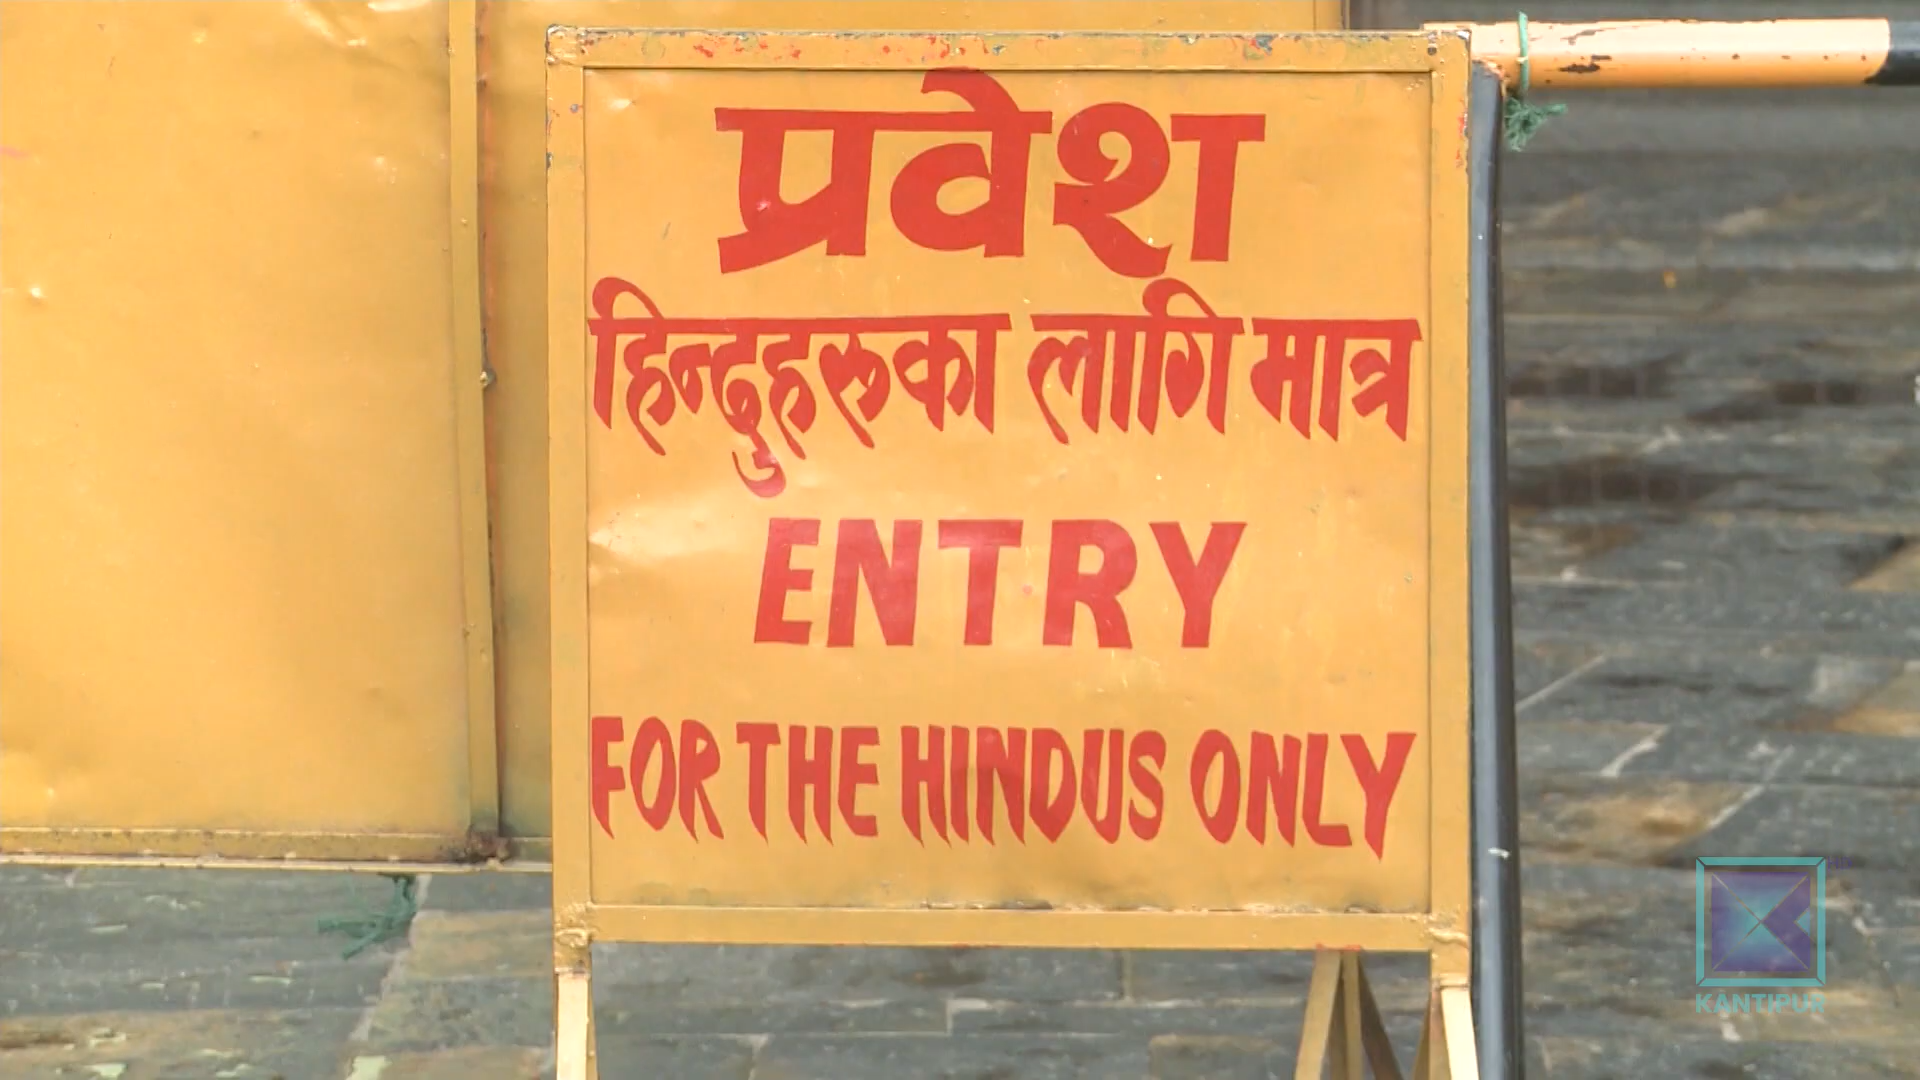 प्रवेश
हिन्दुहरुका लागि मात्र
ENTRY
FOR THE HINDUS ONLY
KANTIPUR